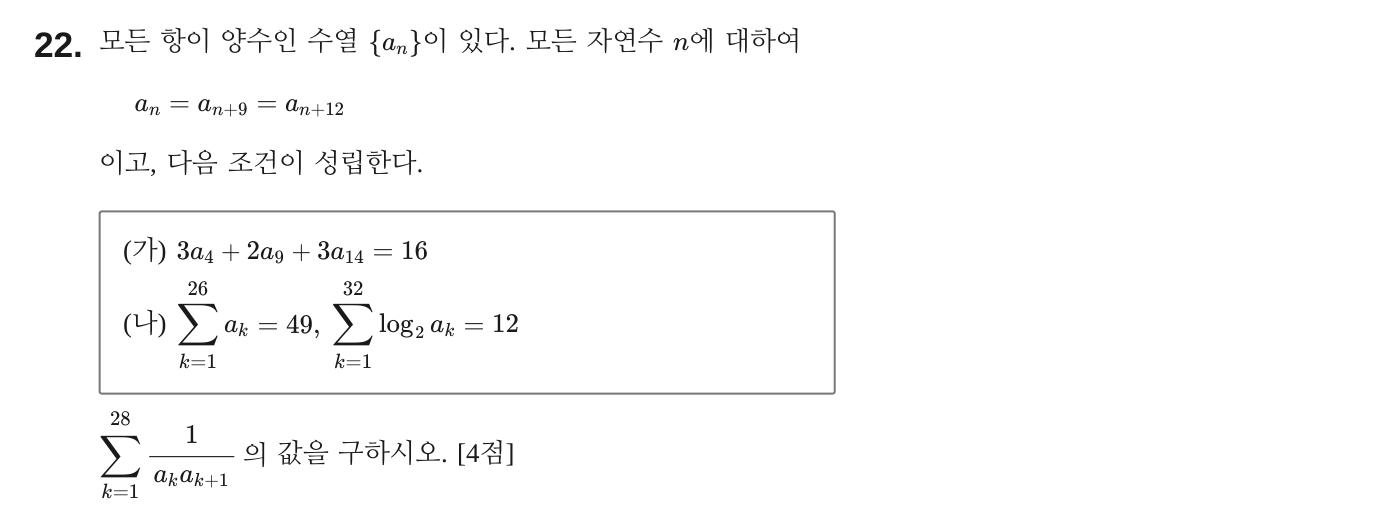 22. 모든 항이 양수인 수열 {aₙ}이 있다. 모든 자연수 n에 대하여
aₙ = aₙ₊₉ = aₙ₊₁₂
이고, 다음 조건이 성립한다.
(가) 3a₄ + 2a₉ + 3a₁₄ = 16
(나) ∑_{k=1}^{26} aₖ = 49, ∑_{k=1}^{32} log₂ aₖ = 12
∑_{k=1}^{28} 1/(aₖaₖ₊₁) 의 값을 구하시오. [4점]